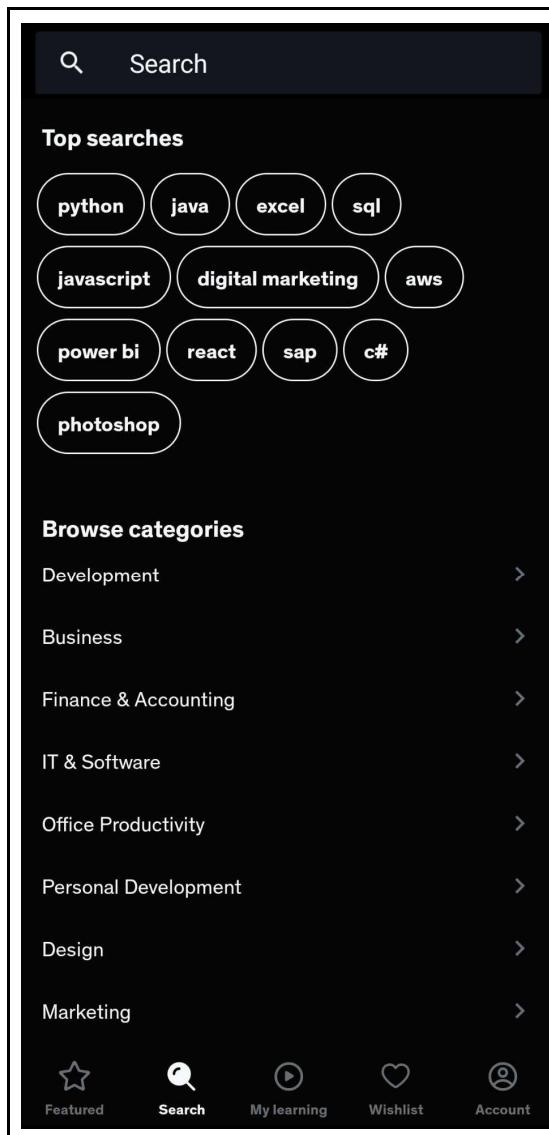 Search
Top searches
python java excel sql
javascript digital marketing aws
power bi react sap c#
photoshop
Browse categories
Development
Business
Finance & Accounting
IT & Software
Office Productivity
Personal Development
Design
Marketing
Featured Search My learning Wishlist Account